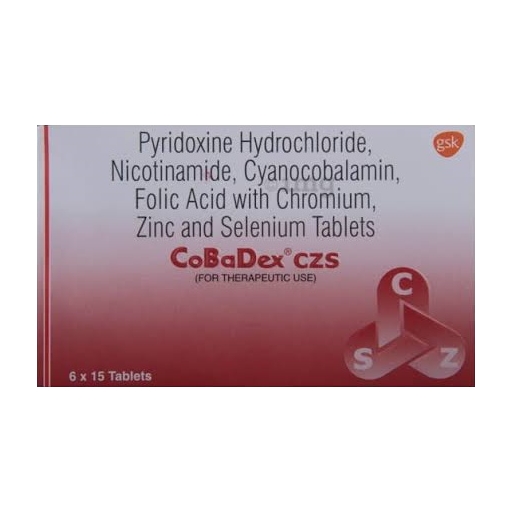 gsk
Pyridoxine Hydrochloride,
Nicotinamide, Cyanocobalamin,
Folic Acid with Chromium,
Zinc and Selenium Tablets
CoBaDex® CZS
(FOR THERAPEUTIC USE)
C
S
Z
6 x 15 Tablets